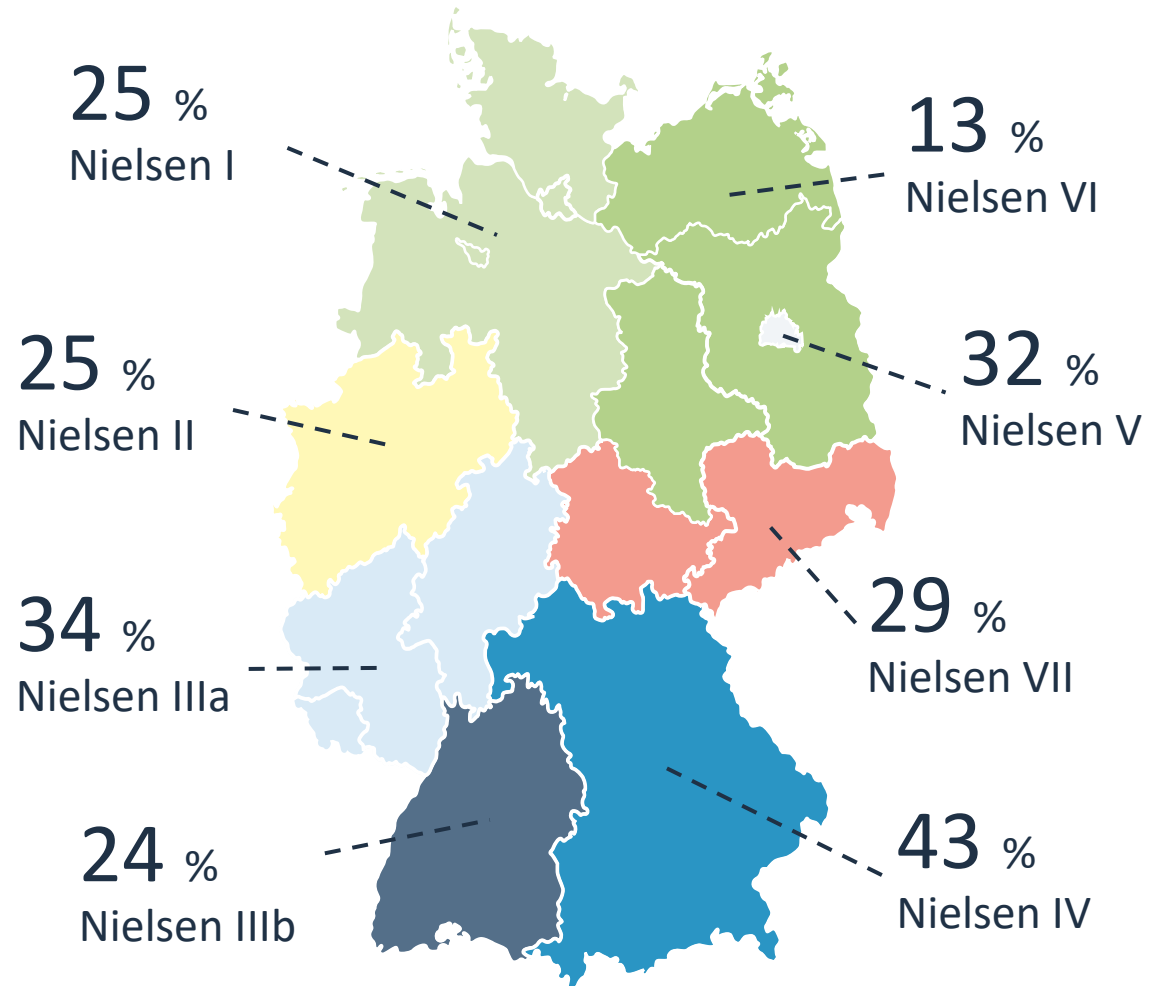 25 %
Nielsen I
13 %
Nielsen VI
25 %
Nielsen II
32 %
Nielsen V
34 %
Nielsen IIIa
29 %
Nielsen VII
24 %
Nielsen IIIb
43 %
Nielsen IV